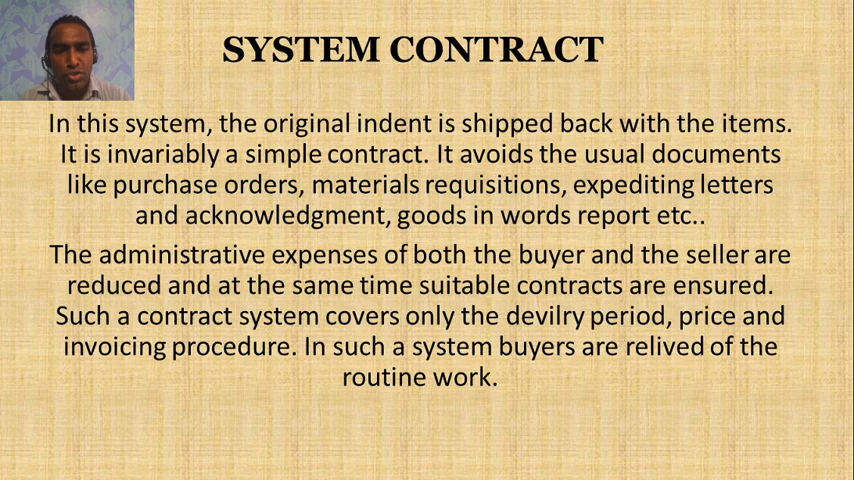 SYSTEM CONTRACT
In this system, the original indent is shipped back with the items.
It is invariably a simple contract. It avoids the usual documents
like purchase orders, materials requisitions, expediting letters
and acknowledgment, goods in words report etc..
The administrative expenses of both the buyer and the seller are
reduced and at the same time suitable contracts are ensured.
Such a contract system covers only the devilry period, price and
invoicing procedure. In such a system buyers are relived of the
routine work.